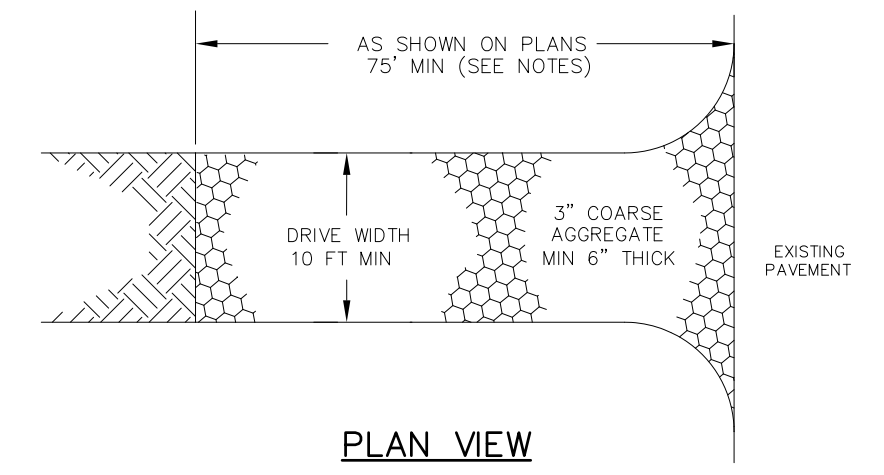 AS SHOWN ON PLANS
75' MIN (SEE NOTES)
DRIVE WIDTH
10 FT MIN
3" COARSE
AGGREGATE
MIN 6" THICK
EXISTING
PAVEMENT
PLAN VIEW